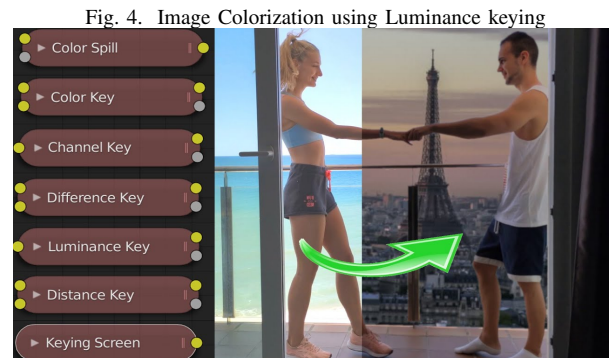 Fig. 4. Image Colorization using Luminance keying
Color Spill
Color Key
Channel Key
Difference Key
Luminance Key
Distance Key
Keying Screen